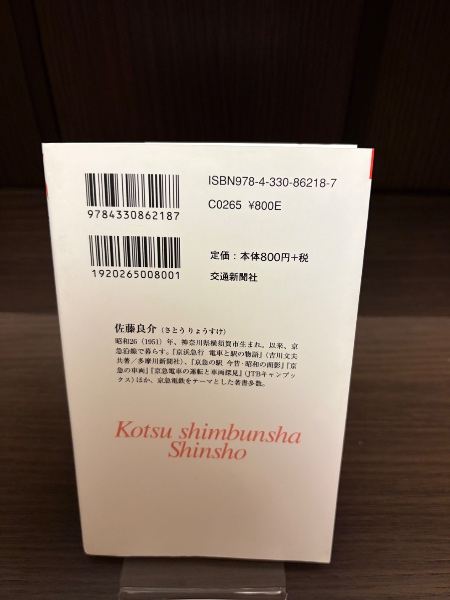 ISBN978-4-330-86218-7
9784330862187
C0265 ¥800E
定価：本体800円+税
1920265008001
交通新聞社
佐藤良介（さとうりょうすけ）
昭和26（1951）年、神奈川県横須賀市生まれ。以来、京
急沿線で暮らす。『京浜急行 電車と駅の物語』（吉川文夫
共著／多摩川新聞社）、『京急の駅 今昔・昭和の面影』『京
急の車両』『京急電車の運転と車両探見』（JTBキャンブッ
クス）ほか、京急電鉄をテーマとした著書多数。
Kotsu shimbunsha
Shinsho